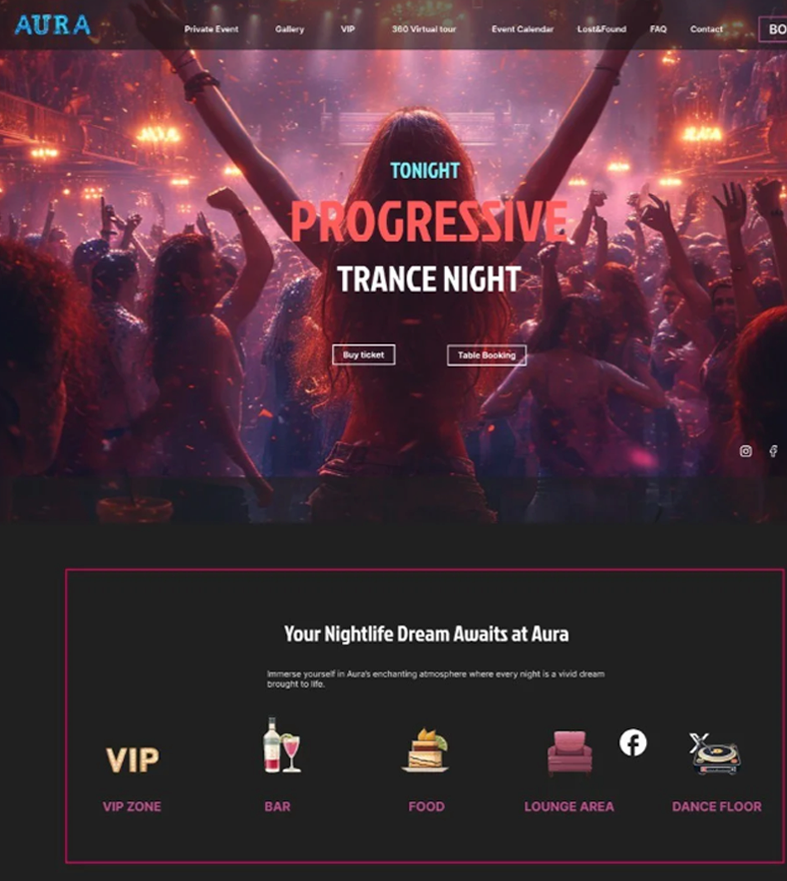 AURA
Private Event Gallery VIP 360 Virtual tour Event Calendar Lost&Found FAQ Contact BO
TONIGHT
PROGRESSIVE
TRANCE NIGHT
Buy ticket Table Booking
Your Nightlife Dream Awaits at Aura
Immerse yourself in Aura's enchanting atmosphere where every night is a vivid dream
brought to life.
VIP
VIP ZONE BAR FOOD LOUNGE AREA DANCE FLOOR